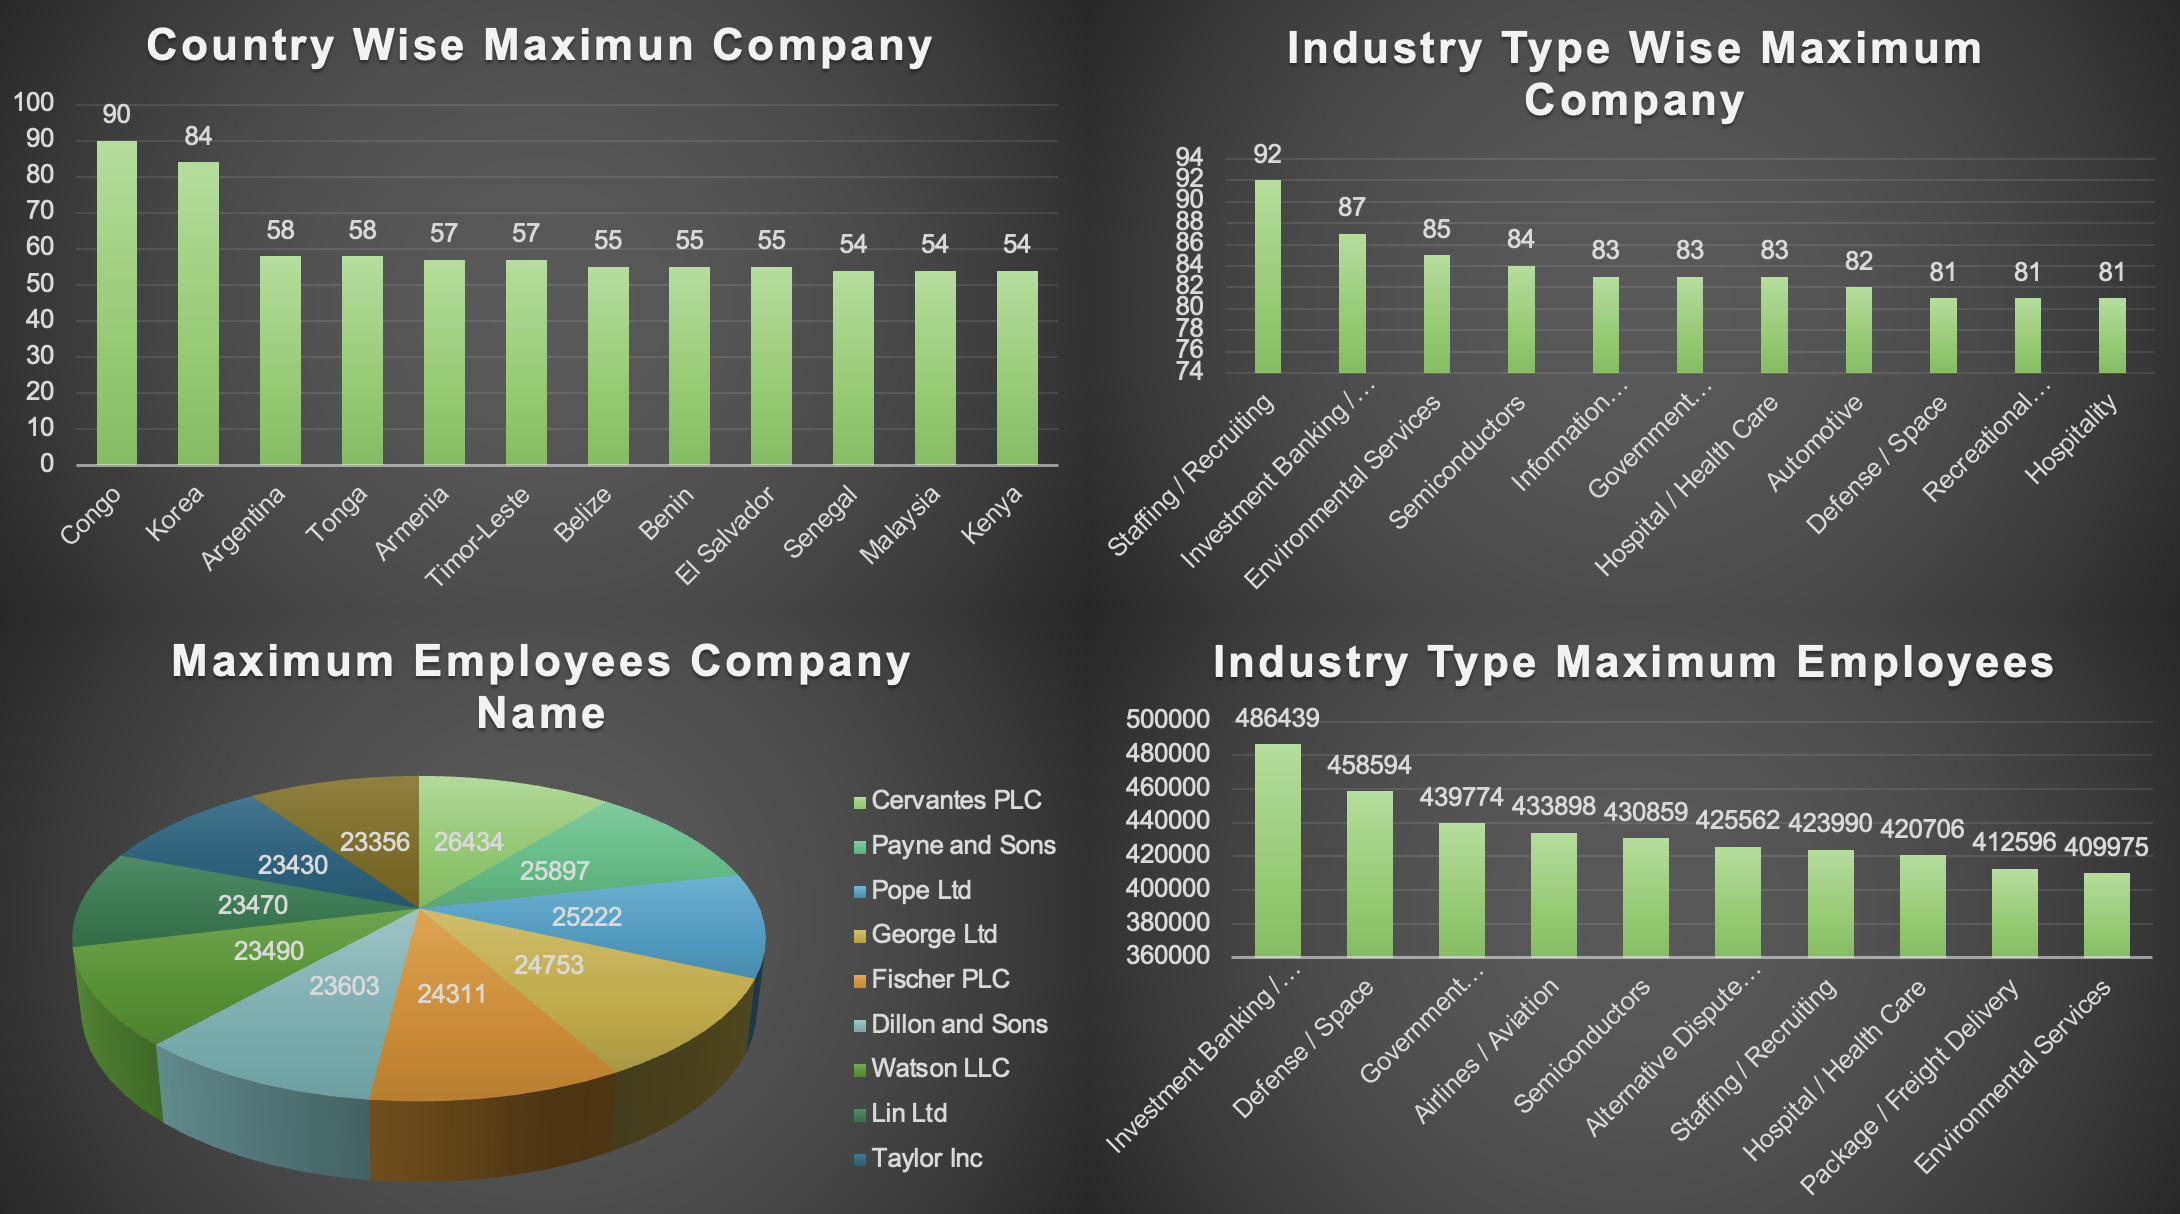 Country Wise Maximun Company
100
90
80
70
60
50
40
30
20
10
0
90
84
58
58
57
57
55
55
55
54
54
54
Congo
Korea
Argentina
Tonga
Armenia
Timor-Leste
Belize
Benin
El Salvador
Senegal
Malaysia
Kenya
Industry Type Wise Maximum
Company
94
92
90
88
86
84
82
80
78
76
74
92
87
85
84
83
83
83
82
81
81
81
Staffing / Recruiting
Investment Banking /...
Environmental Services
Semiconductors
Information...
Government...
Hospital / Health Care
Automotive
Defense / Space
Recreational...
Hospitality
Maximum Employees Company
Name
26434
25897
25222
24753
24311
23603
23490
23470
23430
23356
Cervantes PLC
Payne and Sons
Pope Ltd
George Ltd
Fischer PLC
Dillon and Sons
Watson LLC
Lin Ltd
Taylor Inc
Industry Type Maximum Employees
500000
480000
460000
440000
420000
400000
380000
360000
486439
458594
439774
433898
430859
425562
423990
420706
412596
409975
Investment Banking /...
Defense / Space
Government...
Airlines / Aviation
Semiconductors
Alternative Dispute...
Staffing / Recruiting
Hospital / Health Care
Package / Freight Delivery
Environmental Services